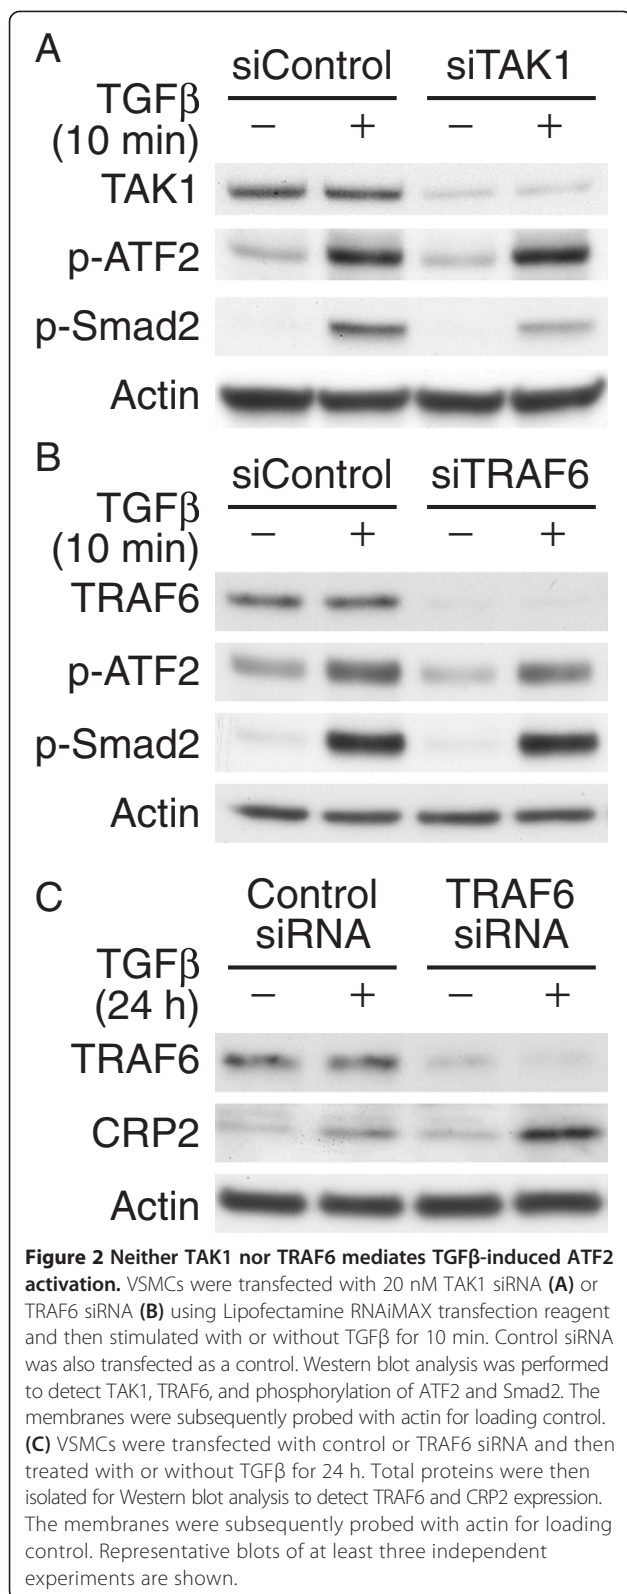 A
siControl siTAK1
TGFβ
(10 min)
− + − +
TAK1
p-ATF2
p-Smad2
Actin
B
siControl siTRAF6
TGFβ
(10 min)
− + − +
TRAF6
p-ATF2
p-Smad2
Actin
C
Control TRAF6
siRNA siRNA
TGFβ
(24 h)
− + − +
TRAF6
CRP2
Actin
Figure 2 Neither TAK1 nor TRAF6 mediates TGFβ-induced ATF2
activation. VSMCs were transfected with 20 nM TAK1 siRNA (A) or
TRAF6 siRNA (B) using Lipofectamine RNAiMAX transfection reagent
and then stimulated with or without TGFβ for 10 min. Control siRNA
was also transfected as a control. Western blot analysis was performed
to detect TAK1, TRAF6, and phosphorylation of ATF2 and Smad2. The
membranes were subsequently probed with actin for loading control.
(C) VSMCs were transfected with control or TRAF6 siRNA and then
treated with or without TGFβ for 24 h. Total proteins were then
isolated for Western blot analysis to detect TRAF6 and CRP2 expression.
The membranes were subsequently probed with actin for loading
control. Representative blots of at least three independent
experiments are shown.